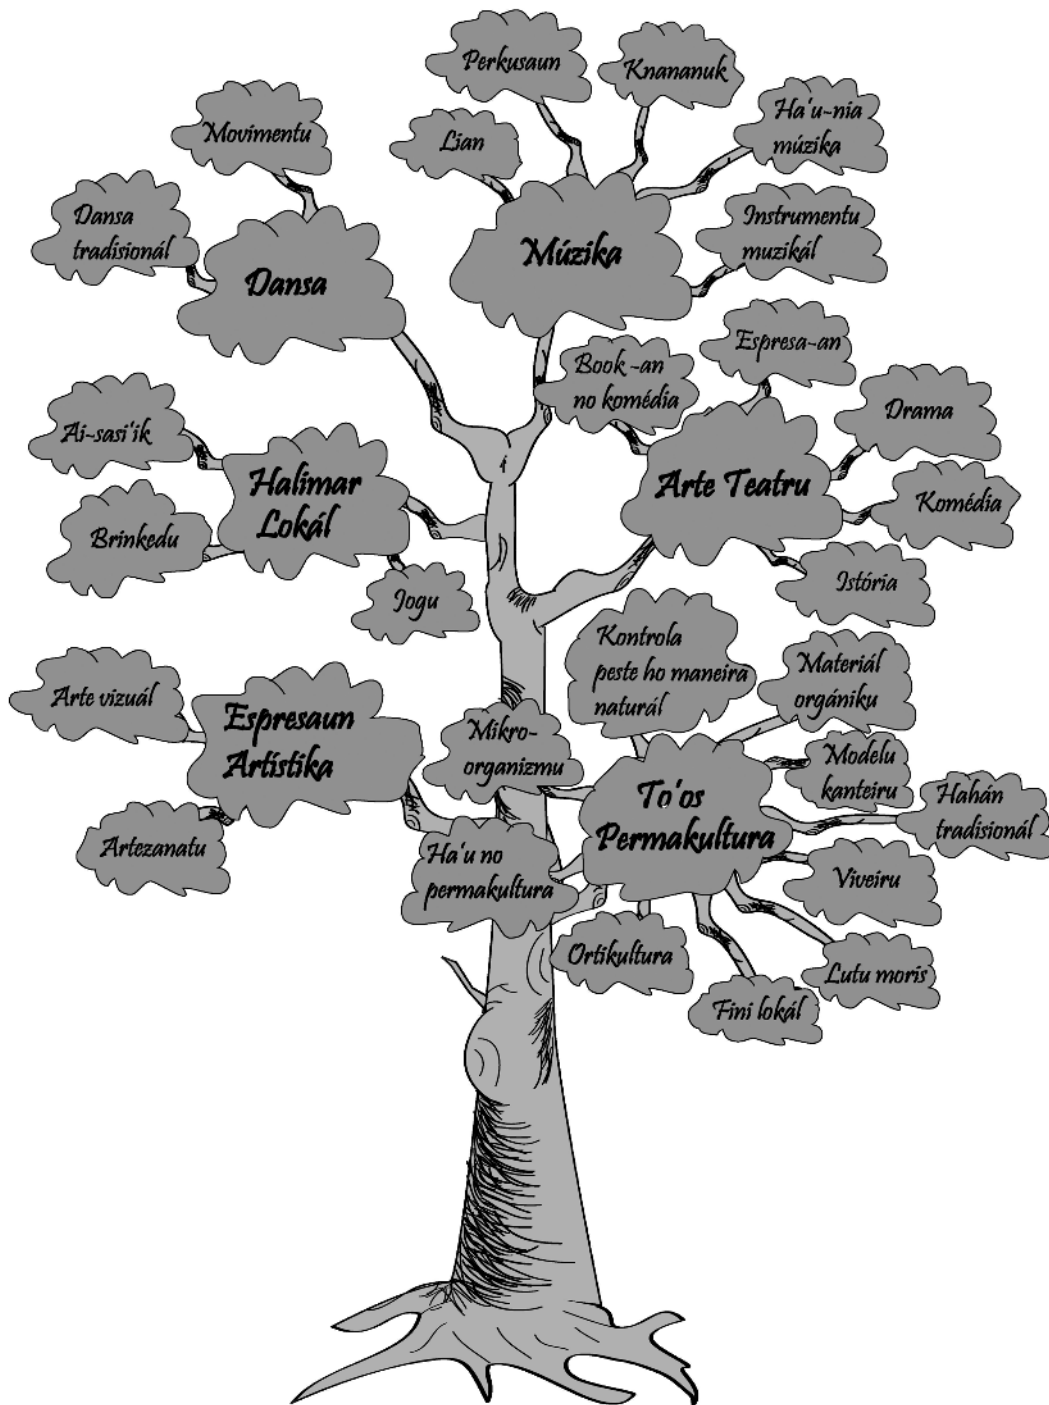 Perkusaun
Knananuk
Movimentu
Lian
Ha'u-nia
múzika
Dansa
tradisionál
Dansa
Múzika
Instrumentu
muzikál
Book -an
no komédia
Espresa-an
Drama
Ai-sasi'ik
Halimar
Lokál
Arte Teatru
Komédia
Brinkedu
Jogu
Istória
Kontrola
peste ho maneira
naturál
Materiál
orgániku
Arte vizuál
Espresaun
Artístika
Mikro-
organizmu
To'os
Permakultura
Modelu
kanteiru
Hahán
tradisionál
Artezanatu
Ha'u no
permakultura
Viveiru
Ortikultura
Lutu moris
Fini lokál